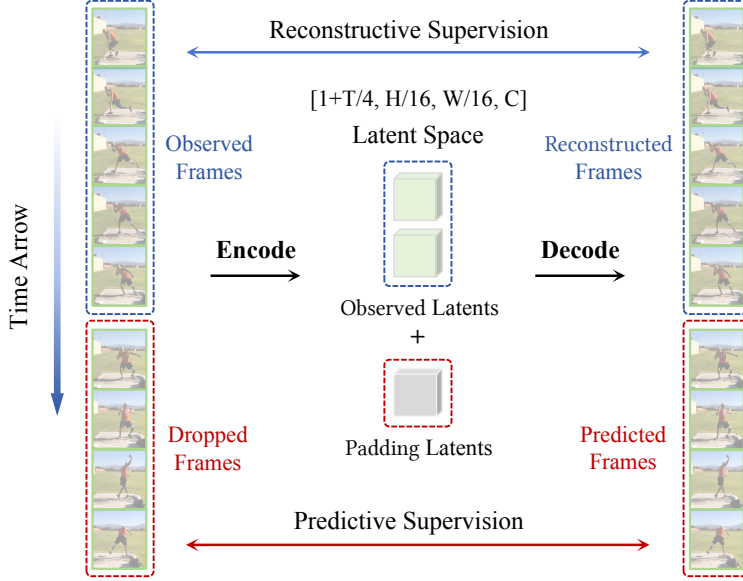 Reconstructive Supervision
[1+T/4, H/16, W/16, C]
Latent Space
Observed
Frames
Reconstructed
Frames
Encode
Decode
Time Arrow
Observed Latents
+
Dropped
Frames
Padding Latents
Predicted
Frames
Predictive Supervision